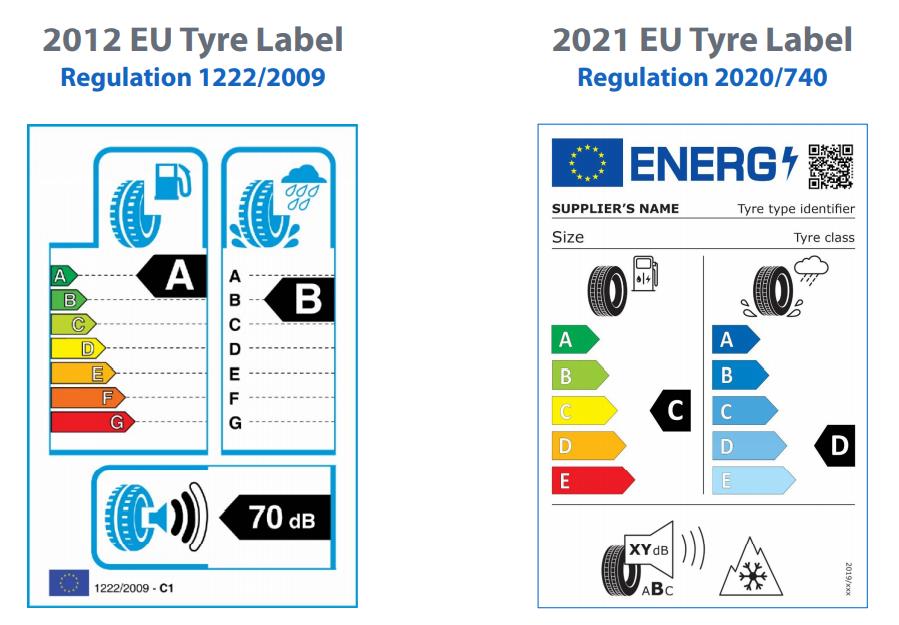 2012 EU Tyre Label
Regulation 1222/2009
A
B
C
D
E
F
G
A
A
B
C
D
E
F
G
B
70 dB
1222/2009 - C1
2021 EU Tyre Label
Regulation 2020/740
ENERG
SUPPLIER'S NAME Tyre type identifier
Size Tyre class
A
B
C
D
E
C
A
B
C
D
E
D
XY dB
ABC
2019/xxx